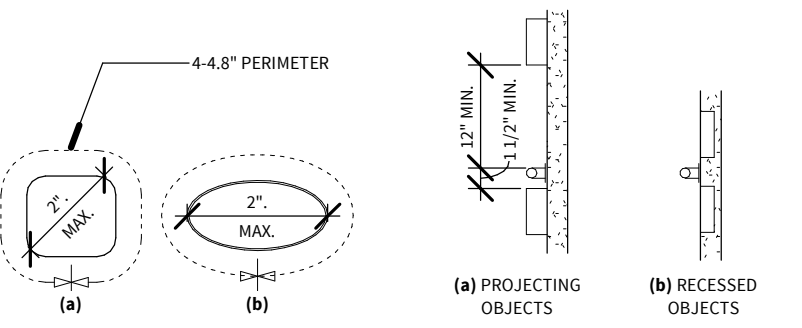 4-4.8" PERIMETER
2".
MAX.
(a)
2".
MAX.
(b)
12" MIN.
1 1/2" MIN.
(a) PROJECTING
OBJECTS
(b) RECESSED
OBJECTS